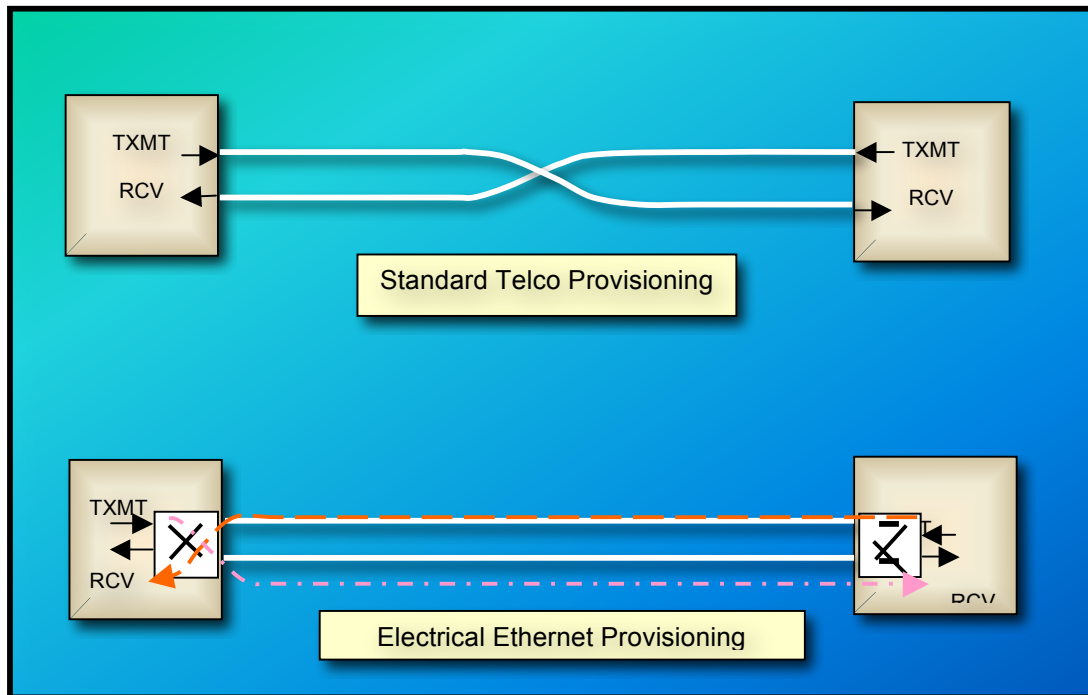 TXMT
RCV
TXMT
RCV
Standard Telco Provisioning
TXMT
RCV
Electrical Ethernet Provisioning